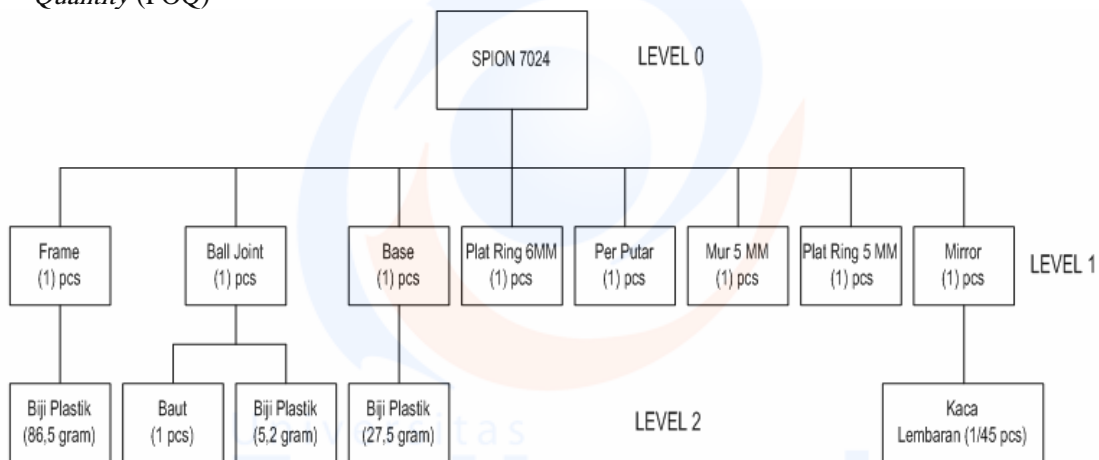 Quantity (POQ)
SPION 7024
LEVEL 0
Frame
(1) pcs
Ball Joint
(1) pcs
Base
(1) pcs
Plat Ring 6MM
(1) pcs
Per Putar
(1) pcs
Mur 5 MM
(1) pcs
Plat Ring 5 MM
(1) pcs
Mirror
(1) pcs
LEVEL 1
Biji Plastik
(86,5 gram)
Baut
(1 pcs)
Biji Plastik
(5,2 gram)
Biji Plastik
(27,5 gram)
LEVEL 2
Kaca
Lembaran (1/45 pcs)
Universitas